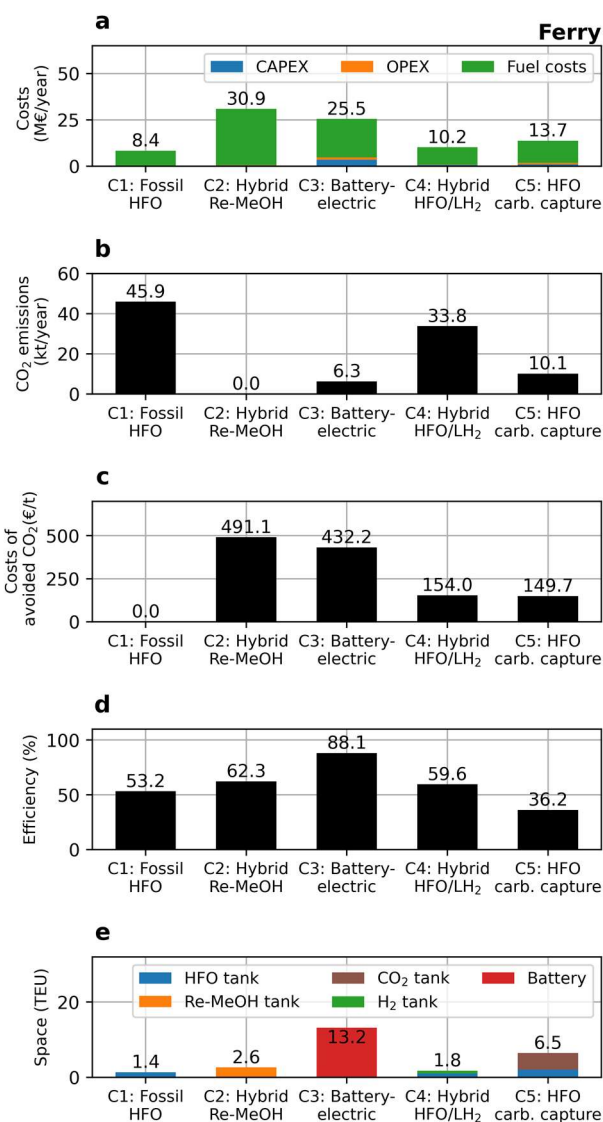 a
Ferry
CAPEX OPEX Fuel costs
Costs
(M€/year)
50
25
0
8.4 30.9 25.5 10.2 13.7
C1: Fossil
HFO
C2: Hybrid
Re-MeOH
C3: Battery-
electric
C4: Hybrid
HFO/LH₂
C5: HFO
carb. capture
b
CO₂ emissions
(kt/year)
60
40
20
0
45.9 0.0 6.3 33.8 10.1
C1: Fossil
HFO
C2: Hybrid
Re-MeOH
C3: Battery-
electric
C4: Hybrid
HFO/LH₂
C5: HFO
carb. capture
c
Costs of
avoided CO₂(€/t)
500
250
0
0.0 491.1 432.2 154.0 149.7
C1: Fossil
HFO
C2: Hybrid
Re-MeOH
C3: Battery-
electric
C4: Hybrid
HFO/LH₂
C5: HFO
carb. capture
d
Efficiency (%)
100
50
0
53.2 62.3 88.1 59.6 36.2
C1: Fossil
HFO
C2: Hybrid
Re-MeOH
C3: Battery-
electric
C4: Hybrid
HFO/LH₂
C5: HFO
carb. capture
e
HFO tank CO₂ tank Battery
Re-MeOH tank H₂ tank
Space (TEU)
20
0
1.4 2.6 13.2 1.8 6.5
C1: Fossil
HFO
C2: Hybrid
Re-MeOH
C3: Battery-
electric
C4: Hybrid
HFO/LH₂
C5: HFO
carb. capture